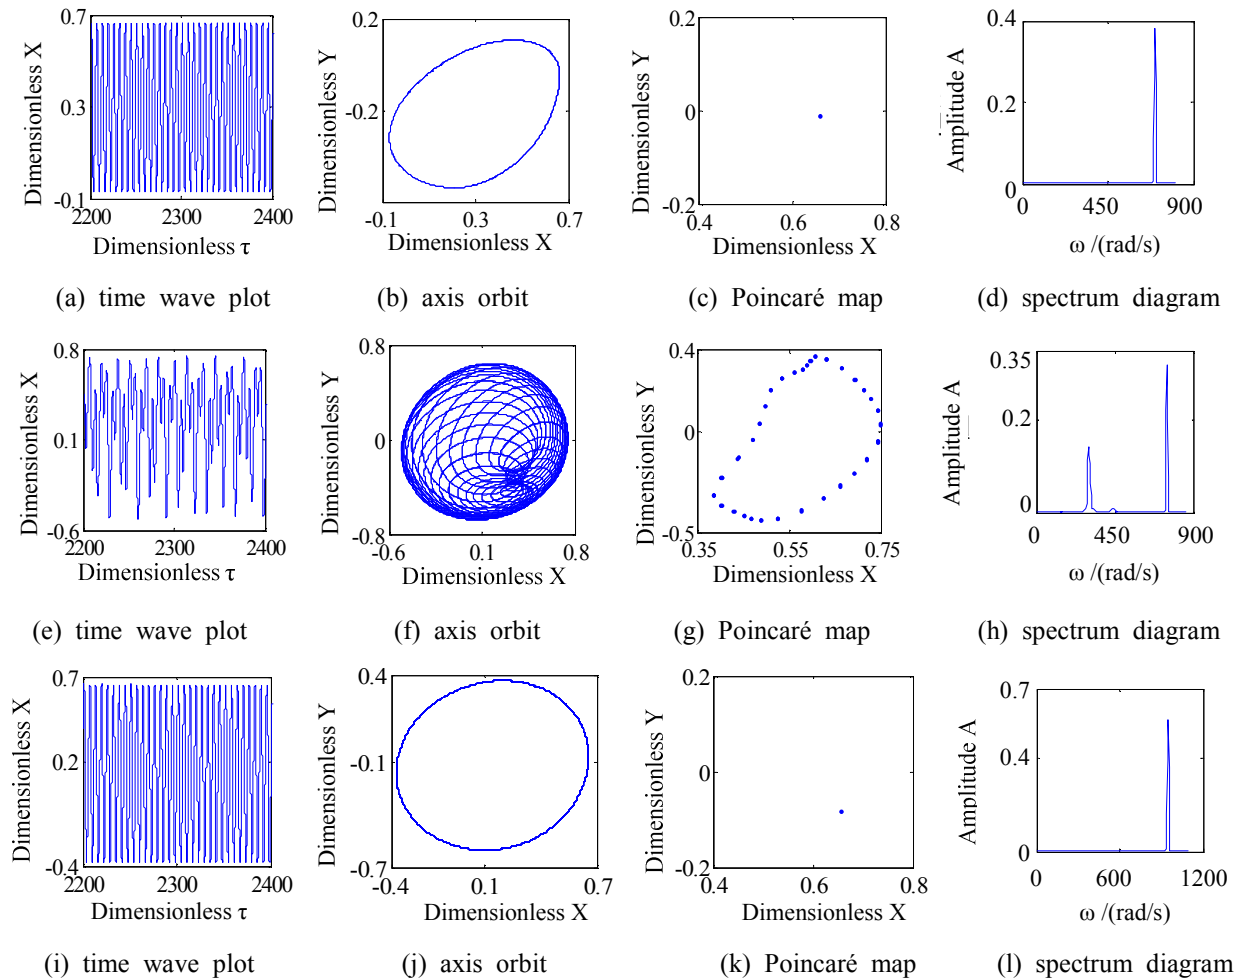 0.7
0.3
-0.1
2200 2300 2400
Dimensionless X
Dimensionless τ
(a) time wave plot
0.2
-0.2
-0.1 0.3 0.7
Dimensionless Y
Dimensionless X
(b) axis orbit
0.2
0
-0.2
0.4 0.6 0.8
Dimensionless Y
Dimensionless X
(c) Poincaré map
0.4
0.2
0
0 450 900
Amplitude A
ω /(rad/s)
(d) spectrum diagram
0.8
0.1
-0.6
2200 2300 2400
Dimensionless X
Dimensionless τ
(e) time wave plot
0.8
0
-0.8
-0.6 0.1 0.8
Dimensionless Y
Dimensionless X
(f) axis orbit
0.4
0
-0.5
0.35 0.55 0.75
Dimensionless Y
Dimensionless X
(g) Poincaré map
0.35
0.2
0
0 450 900
Amplitude A
ω /(rad/s)
(h) spectrum diagram
0.7
0.2
-0.4
2200 2300 2400
Dimensionless X
Dimensionless τ
(i) time wave plot
0.4
-0.1
-0.7
-0.4 0.1 0.7
Dimensionless Y
Dimensionless X
(j) axis orbit
0.2
0
-0.2
0.4 0.6 0.8
Dimensionless Y
Dimensionless X
(k) Poincaré map
0.7
0.4
0
0 600 1200
Amplitude A
ω /(rad/s)
(l) spectrum diagram